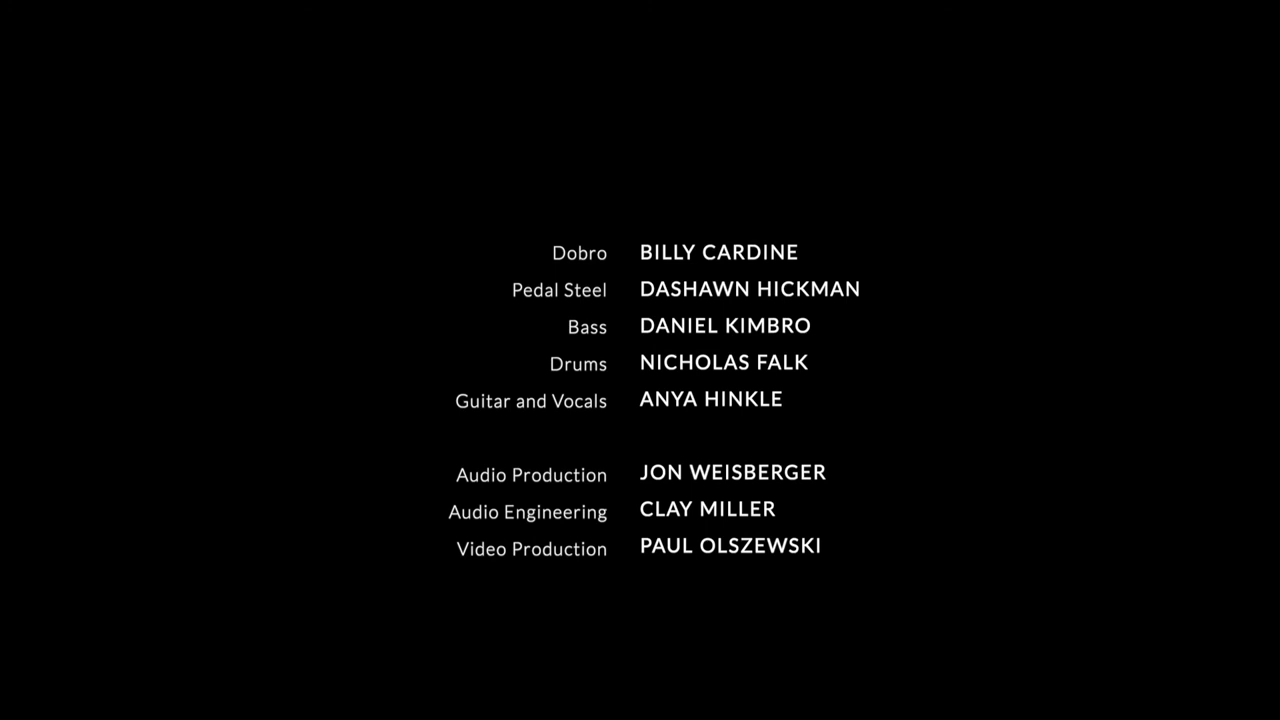 Dobro BILLY CARDINE
Pedal Steel DASHAWN HICKMAN
Bass DANIEL KIMBRO
Drums NICHOLAS FALK
Guitar and Vocals ANYA HINKLE
Audio Production JON WEISBERGER
Audio Engineering CLAY MILLER
Video Production PAUL OLSZEWSKI